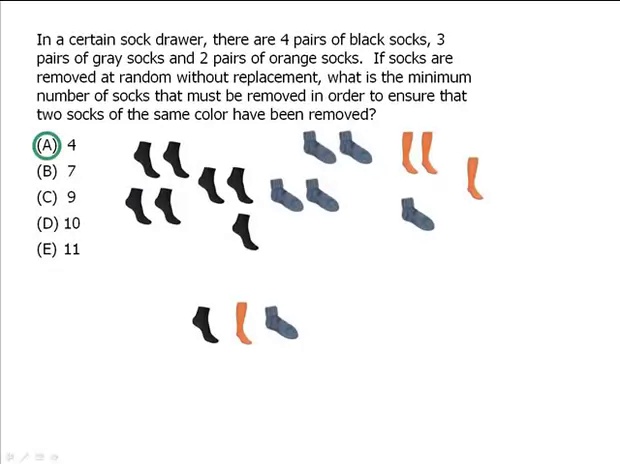 In a certain sock drawer, there are 4 pairs of black socks, 3
pairs of gray socks and 2 pairs of orange socks.  If socks are
removed at random without replacement, what is the minimum
number of socks that must be removed in order to ensure that
two socks of the same color have been removed?
(A) 4
(B) 7
(C) 9
(D) 10
(E) 11